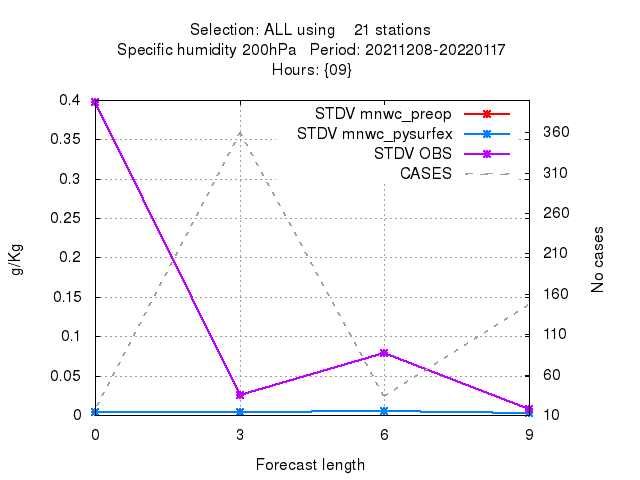 Selection: ALL using 21 stations
Specific humidity 200hPa Period: 20211208-20220117
Hours: {09}
STDV mnwc_preop
STDV mnwc_pysurfex
STDV OBS
CASES
0.4
0.35
0.3
0.25
0.2
0.15
0.1
0.05
0
360
310
260
210
160
110
60
10
g/Kg
No cases
0 3 6 9
Forecast length